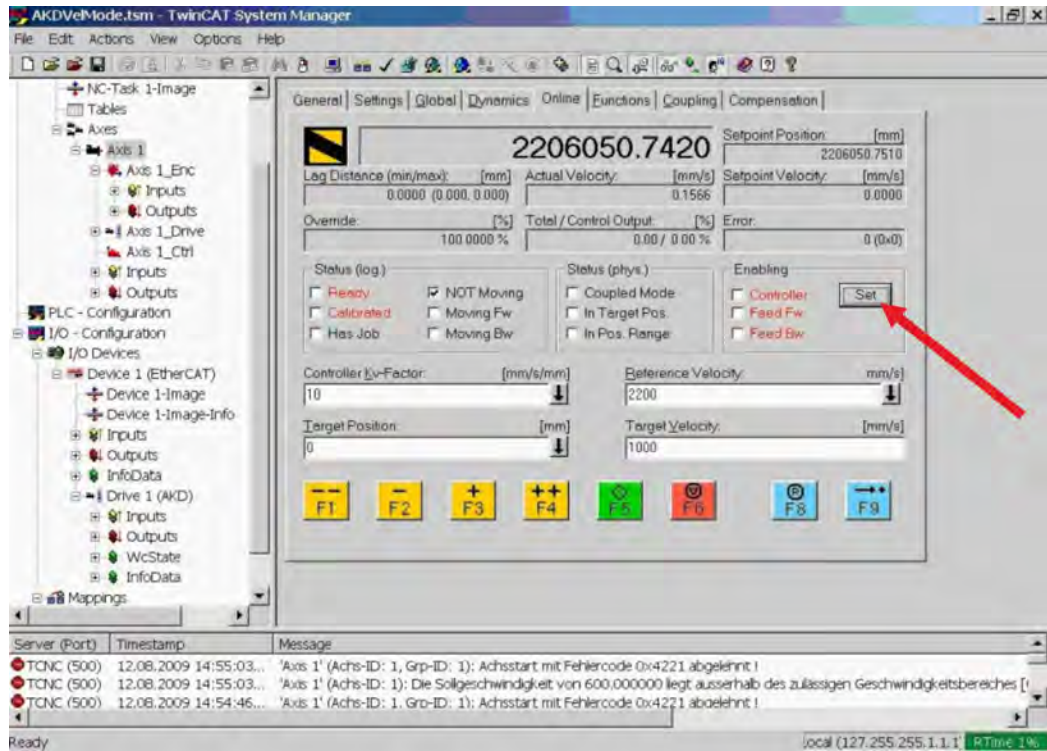 AKDVelMode.tsm - TwinCAT System Manager
File Edit Actions View Options Help
NC-Task 1-Image
Tables
Axes
Axis 1
Axis 1_Enc
Inputs
Outputs
Axis 1_Drive
Axis 1_Ctrl
Inputs
Outputs
PLC - Configuration
I/O - Configuration
I/O Devices
Device 1 (EtherCAT)
Device 1-Image
Device 1-Image-Info
Inputs
Outputs
InfoData
Drive 1 (AKD)
Inputs
Outputs
WcState
InfoData
Mappings
General Settings Global Dynamics Online Functions Coupling Compensation
2206050.7420
Setpoint Position: [mm]
2206050.7510
Lag Distance (min/max): [mm] Actual Velocity: [mm/s] Setpoint Velocity: [mm/s]
0.0000 (0.000, 0.000) 0.1566 0.0000
Override: [%] Total / Control Output: [%] Error:
100.0000 % 0.00 / 0.00 % 0 (0x0)
Status (log.) Status (phys.) Enabling
Ready NOT Moving Coupled Mode Controller Set
Calibrated Moving Fw In Target Pos. Feed Fw
Has Job Moving Bw In Pos. Range Feed Bw
Controller Kv-Factor: [mm/s/mm] Reference Velocity: mm/s]
10 2200
Target Position: [mm] Target Velocity: [mm/s]
0 1000
-- - + ++
F1 F2 F3 F4 F5 F6 F8 F9
Server (Port) Timestamp Message
TCNC (500) 12.08.2009 14:55:03... 'Axis 1' (Achs-ID: 1, Grp-ID: 1): Achsstart mit Fehlercode 0x4221 abgelehnt !
TCNC (500) 12.08.2009 14:55:03... 'Axis 1' (Achs-ID: 1): Die Sollgeschwindigkeit von 600.000000 liegt ausserhalb des zulässigen Geschwindigkeitsbereiches [
TCNC (500) 12.08.2009 14:54:46... 'Axis 1' (Achs-ID: 1, Grp-ID: 1): Achsstart mit Fehlercode 0x4221 abgelehnt !
Ready ocal (127.255.255.1.1.1 RTime 1%